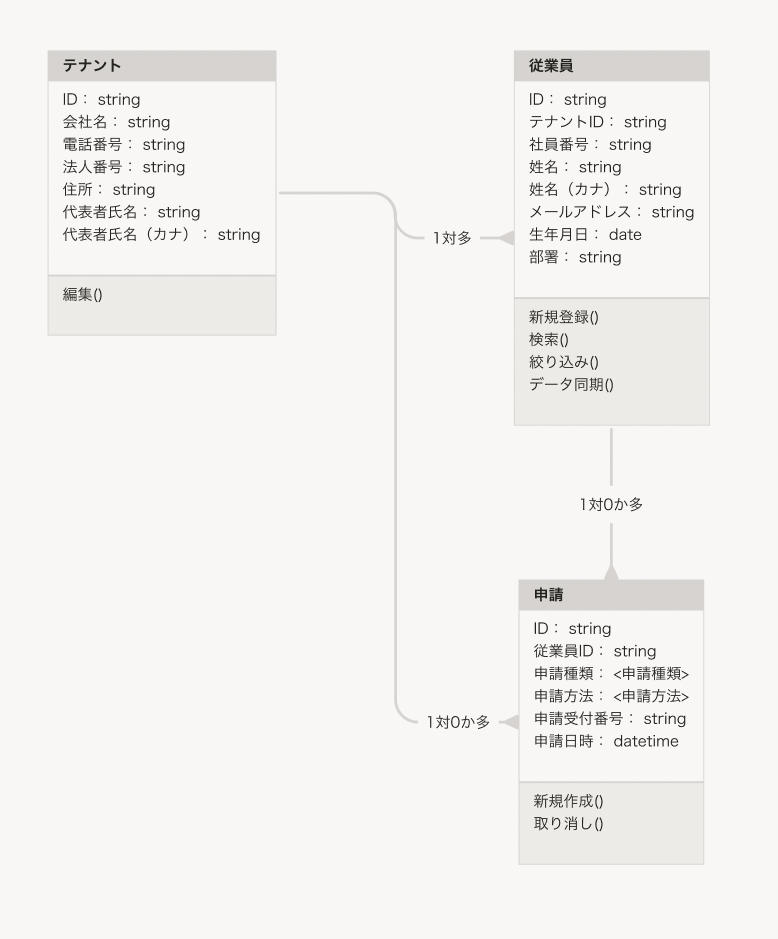 テナント
ID： string
会社名： string
電話番号： string
法人番号： string
住所： string
代表者氏名： string
代表者氏名（カナ）： string
編集()
従業員
ID： string
テナントID： string
社員番号： string
姓名： string
姓名（カナ）： string
メールアドレス： string
生年月日： date
部署： string
新規登録()
検索()
絞り込み()
データ同期()
1対多
1対0か多
申請
ID： string
従業員ID： string
申請種類： <申請種類>
申請方法： <申請方法>
申請受付番号： string
申請日時： datetime
新規作成()
取り消し()
1対0か多